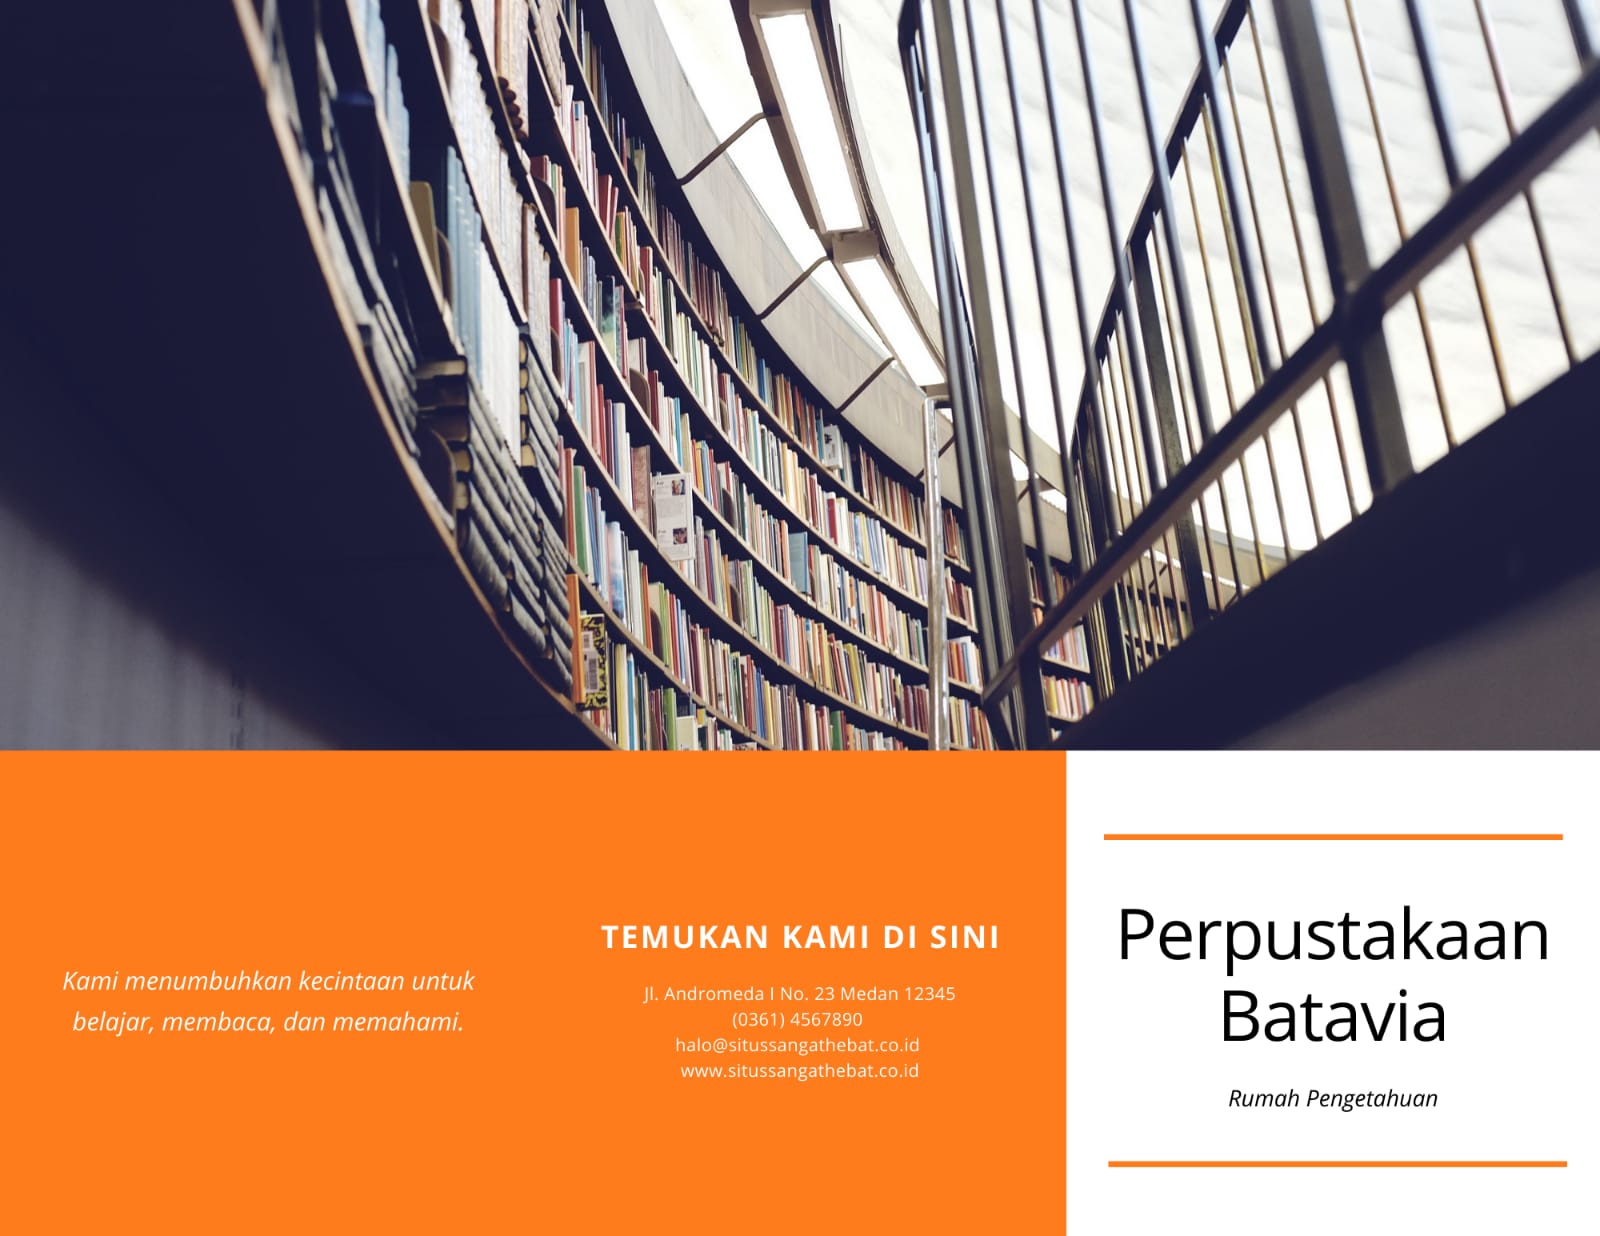 Kami menumbuhkan kecintaan untuk
belajar, membaca, dan memahami.
TEMUKAN KAMI DI SINI
Jl. Andromeda I No. 23 Medan 12345
(0361) 4567890
halo@situssangathebat.co.id
www.situssangathebat.co.id
Perpustakaan
Batavia
Rumah Pengetahuan